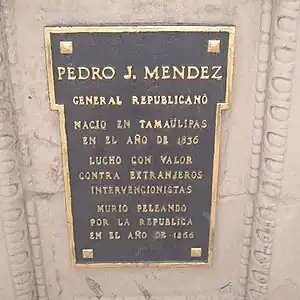 PEDRO J. MENDEZ
GENERAL REPUBLICANO
NACIO EN TAMAULIPAS
EN EL AÑO DE 1836
LUCHO CON VALOR
CONTRA EXTRANJEROS
INTERVENCIONISTAS
MURIO PELEANDO
POR LA REPUBLICA
EN EL AÑO DE 1866